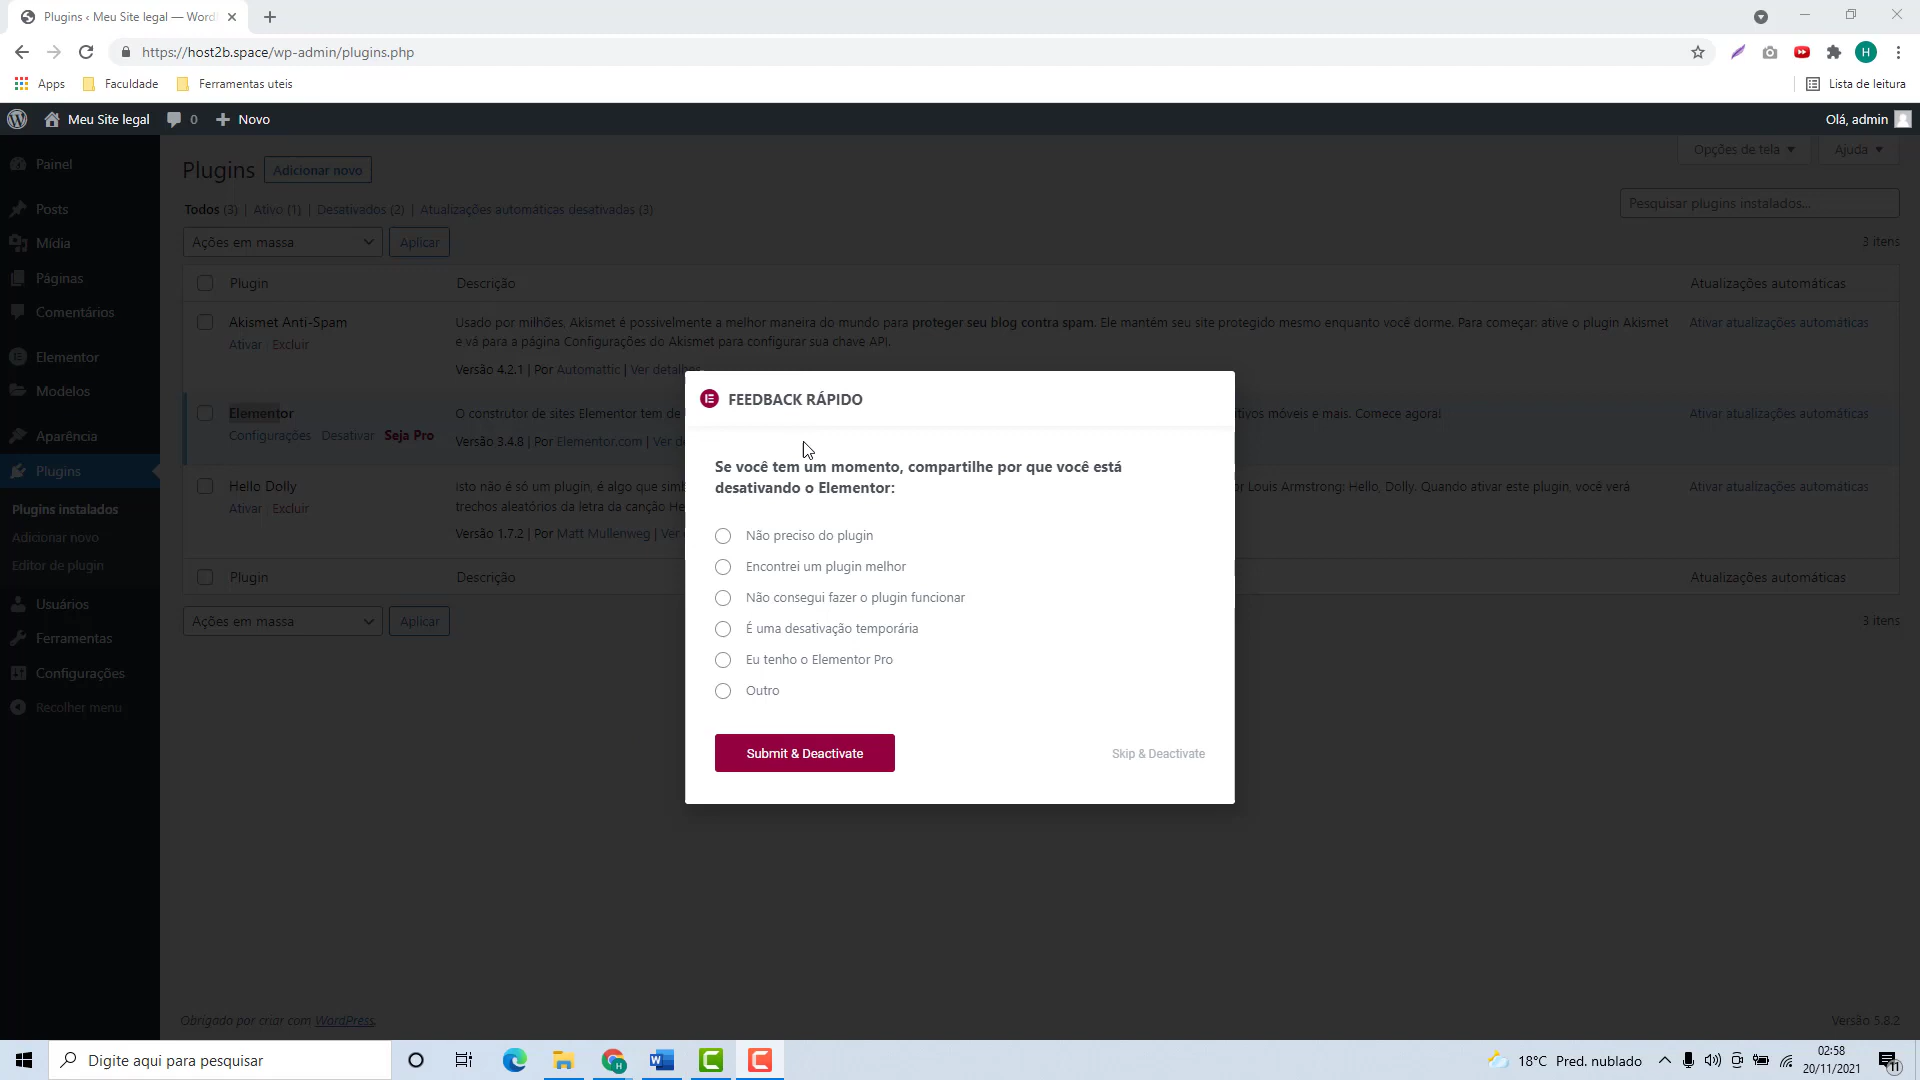 Plugins ‹ Meu Site legal — Word
https://host2b.space/wp-admin/plugins.php
Apps
Faculdade
Ferramentas uteis
Lista de leitura
Meu Site legal
0
Novo
Olá, admin
Painel
Posts
Mídia
Páginas
Comentários
Elementor
Modelos
Aparência
Plugins
Plugins instalados
Adicionar novo
Editor de plugin
Usuários
Ferramentas
Configurações
Recolher menu
Opções de tela
Ajuda
Plugins
Adicionar novo
Todos (3) | Ativo (1) | Desativados (2) | Atualizações automáticas desativadas (3)
Pesquisar plugins instalados...
Ações em massa
Aplicar
3 itens
Plugin
Descrição
Atualizações automáticas
Akismet Anti-Spam
Ativar | Excluir
Usado por milhões, Akismet é possivelmente a melhor maneira do mundo para proteger seu blog contra spam. Ele mantém seu site protegido mesmo enquanto você dorme. Para começar: ative o plugin Akismet
e vá para a página Configurações do Akismet para configurar sua chave API.
Versão 4.2.1 | Por Automattic | Ver detalhes
Ativar atualizações automáticas
Elementor
Configurações | Desativar | Seja Pro
O construtor de sites Elementor tem de
itivos móveis e mais. Comece agora!
Versão 3.4.8 | Por Elementor.com | Ver de
Ativar atualizações automáticas
Hello Dolly
Ativar | Excluir
isto não é só um plugin, é algo que simb
or Louis Armstrong: Hello, Dolly. Quando ativar este plugin, você verá
trechos aleatórios da letra da canção He
Versão 1.7.2 | Por Matt Mullenweg | Ver
Ativar atualizações automáticas
Plugin
Descrição
Atualizações automáticas
Ações em massa
Aplicar
3 itens
FEEDBACK RÁPIDO
Se você tem um momento, compartilhe por que você está
desativando o Elementor:
Não preciso do plugin
Encontrei um plugin melhor
Não consegui fazer o plugin funcionar
É uma desativação temporária
Eu tenho o Elementor Pro
Outro
Submit & Deactivate
Skip & Deactivate
Obrigado por criar com WordPress.
Versão 5.8.2
Digite aqui para pesquisar
18°C Pred. nublado
02:58
20/11/2021
11